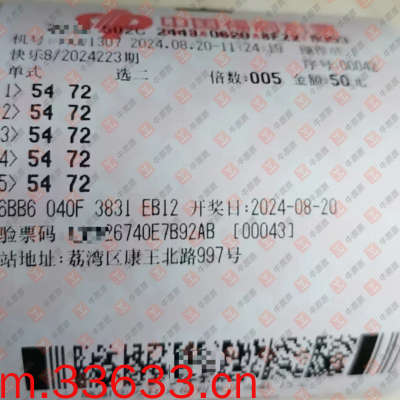 中国福利彩票
机号 1307 2024.08.20-11:24
快乐8/2024223期 序号:00042
单式 选二 倍数:005 金额:50元
1> 54 72
2> 54 72
3> 54 72
4> 54 72
5> 54 72
6BB6 040F 3831 EB12 开奖日:2024-08-20
验票码 26740E7B92AB [00043]
站地址: 荔湾区康王北路997号
m.33633.cn